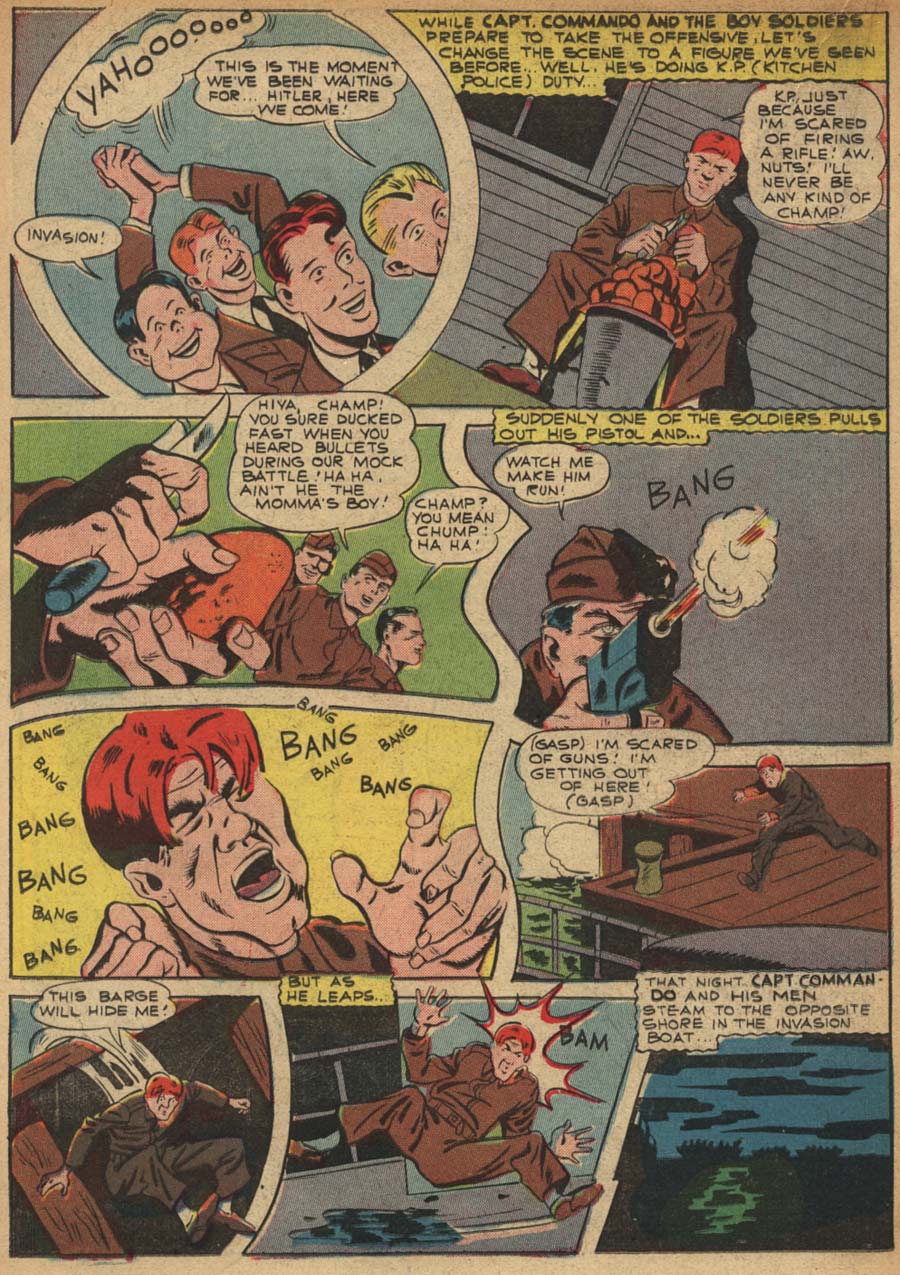 YAHOOOOOOOO
THIS IS THE MOMENT
WE'VE BEEN WAITING
FOR... HITLER, HERE
WE COME!
INVASION!
WHILE CAPT. COMMANDO AND THE BOY SOLDIERS
PREPARE TO TAKE THE OFFENSIVE, LET'S
CHANGE THE SCENE TO A FIGURE WE'VE SEEN
BEFORE... WELL, HE'S DOING K.P. (KITCHEN
POLICE) DUTY...
K.P. JUST
BECAUSE
I'M SCARED
OF FIRING
A RIFLE! AW,
NUTS! I'LL
NEVER BE
ANY KIND OF
CHAMP!
HIYA, CHAMP!
YOU SURE DUCKED
FAST WHEN YOU
HEARD BULLETS
DURING OUR MOCK
BATTLE! HA HA,
AIN'T HE THE
MOMMA'S BOY!
CHAMP?
YOU MEAN
CHUMP!
HA HA!
SUDDENLY ONE OF THE SOLDIERS PULLS
OUT HIS PISTOL AND...
WATCH ME
MAKE HIM
RUN!
BANG
BANG
BANG
BANG
BANG
BANG
BANG
BANG
BANG
BANG
BANG
BANG
(GASP) I'M SCARED
OF GUNS! I'M
GETTING OUT
OF HERE!
(GASP)
THIS BARGE
WILL HIDE ME!
BUT AS
HE LEAPS...
BAM
THAT NIGHT CAPT. COMMAN-
DO AND HIS MEN
STEAM TO THE OPPOSITE
SHORE IN THE INVASION
BOAT...